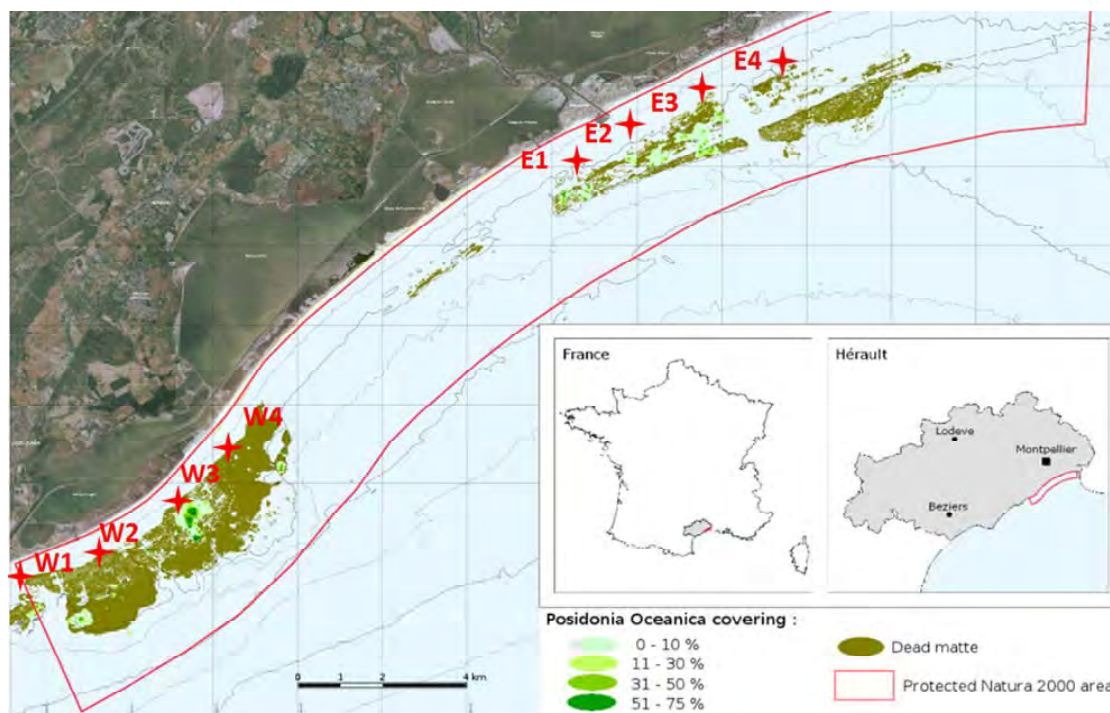 E4
E3
E2
E1
W4
W3
W2
W1
France
Hérault
Lodeve
Montpellier
Beziers
0 1 2 4 km
Posidonia Oceanica covering :
0 - 10 %
11 - 30 %
31 - 50 %
51 - 75 %
Dead matte
Protected Natura 2000 area